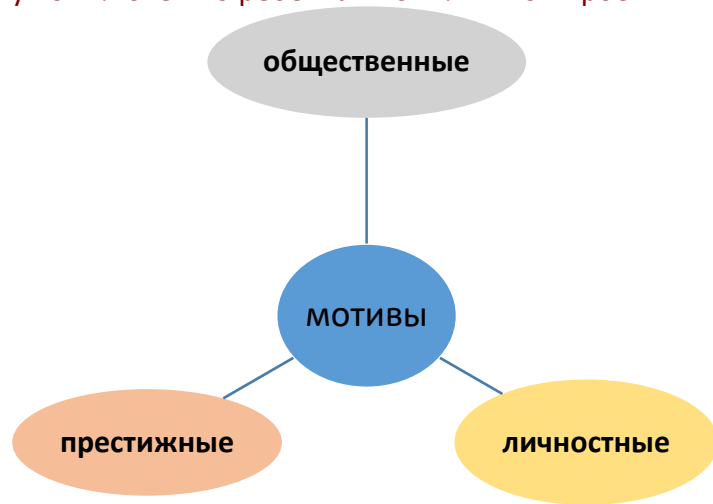 общественные
мотивы
престижные
личностные